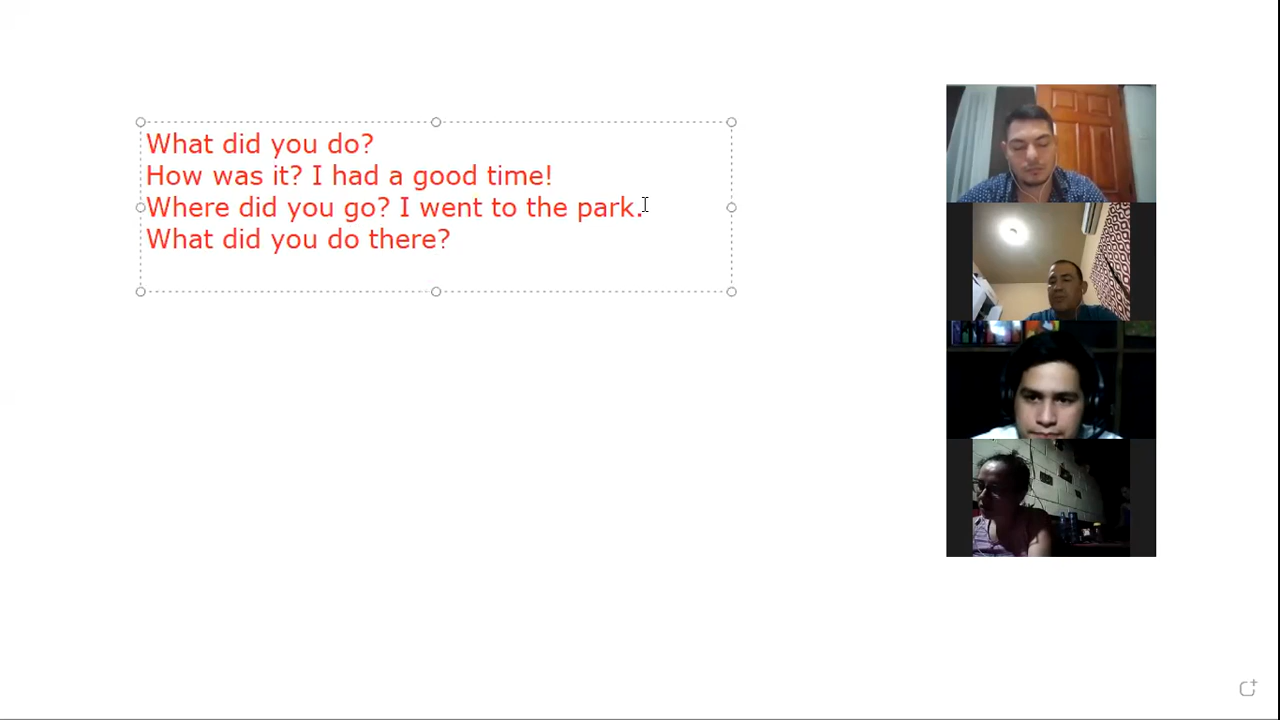 What did you do?
How was it? I had a good time!
Where did you go? I went to the park.
What did you do there?